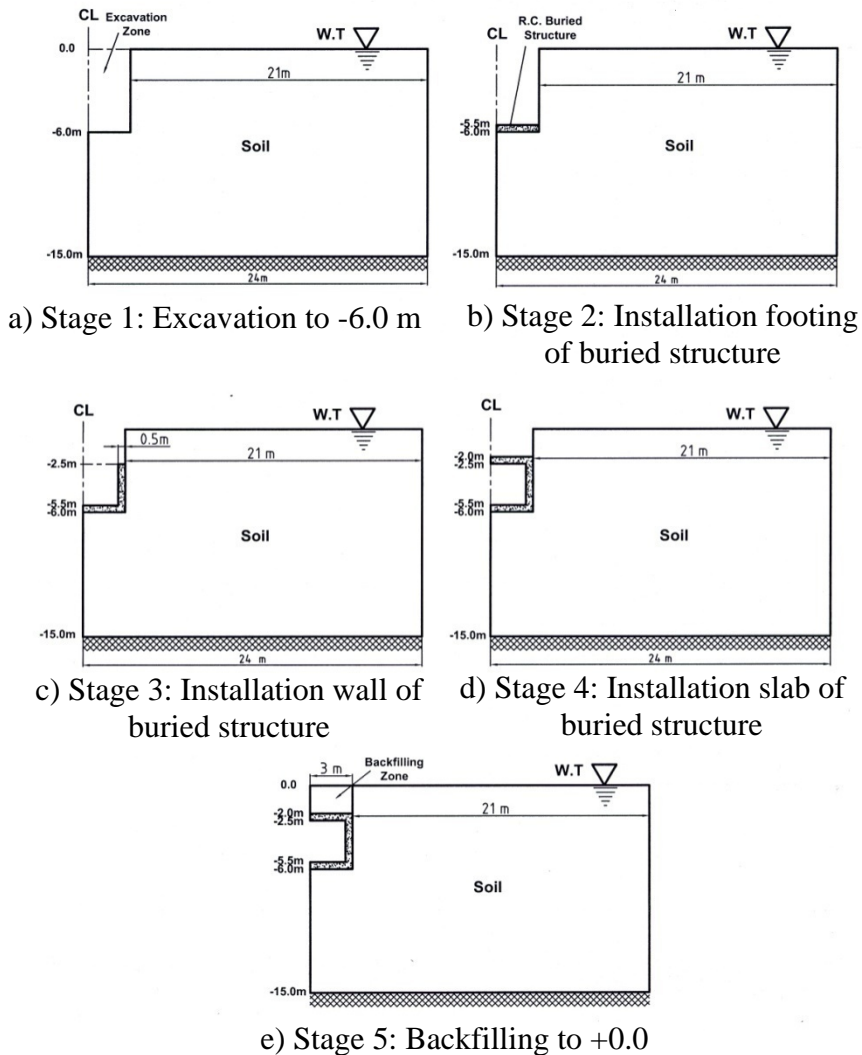 CL
Excavation
Zone
W.T
0.0
21m
-6.0m
Soil
-15.0m
24m
a) Stage 1: Excavation to -6.0 m
CL
R.C. Buried
Structure
W.T
21 m
-5.5m
-6.0m
Soil
-15.0m
24 m
b) Stage 2: Installation footing
of buried structure
CL
W.T
0.5m
21 m
-2.5m
-5.5m
-6.0m
Soil
-15.0m
24 m
c) Stage 3: Installation wall of
buried structure
CL
W.T
21 m
-2.0m
-2.5m
-5.5m
-6.0m
Soil
-15.0m
24 m
d) Stage 4: Installation slab of
buried structure
3 m
Backfilling
Zone
W.T
0.0
21 m
-2.0m
-2.5m
-5.5m
-6.0m
Soil
-15.0m
e) Stage 5: Backfilling to +0.0